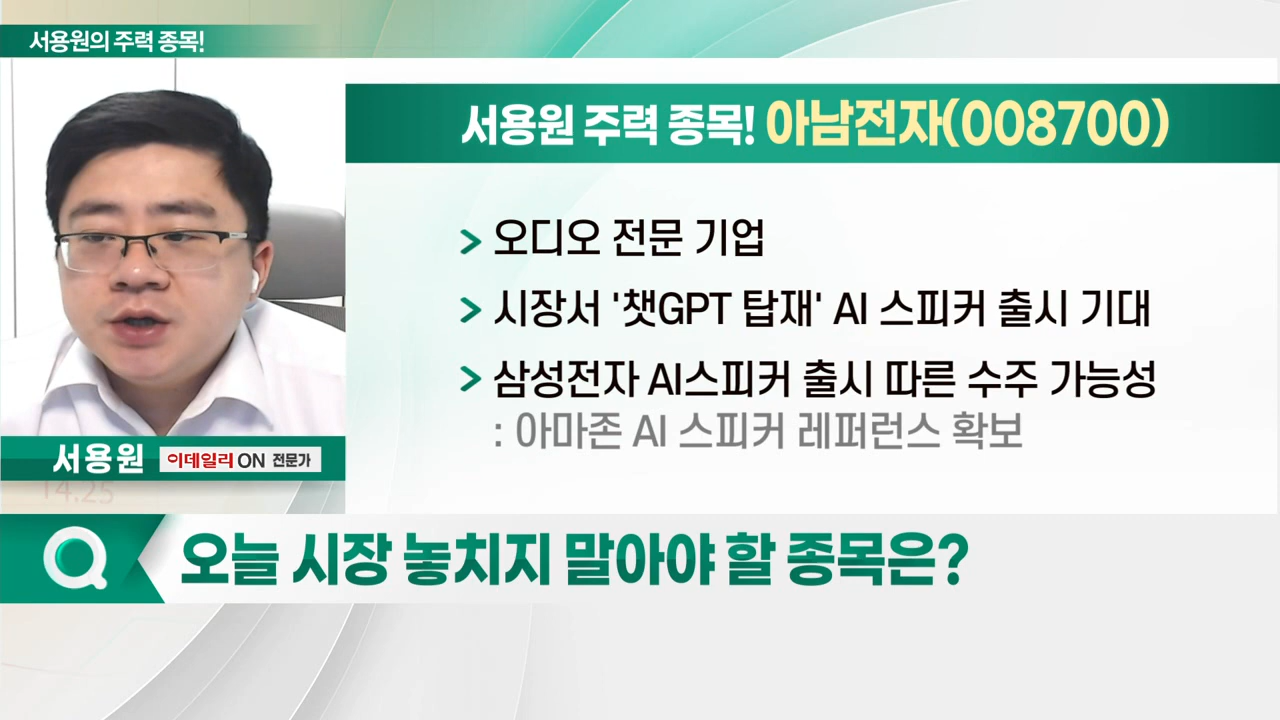 서용원의 주력 종목!
서용원 주력 종목! 아남전자(008700)
> 오디오 전문 기업
> 시장서 '챗GPT 탑재' AI 스피커 출시 기대
> 삼성전자 AI스피커 출시 따른 수주 가능성
: 아마존 AI 스피커 레퍼런스 확보
서용원 이데일리 ON 전문가
14.25
Q 오늘 시장 놓치지 말아야 할 종목은?